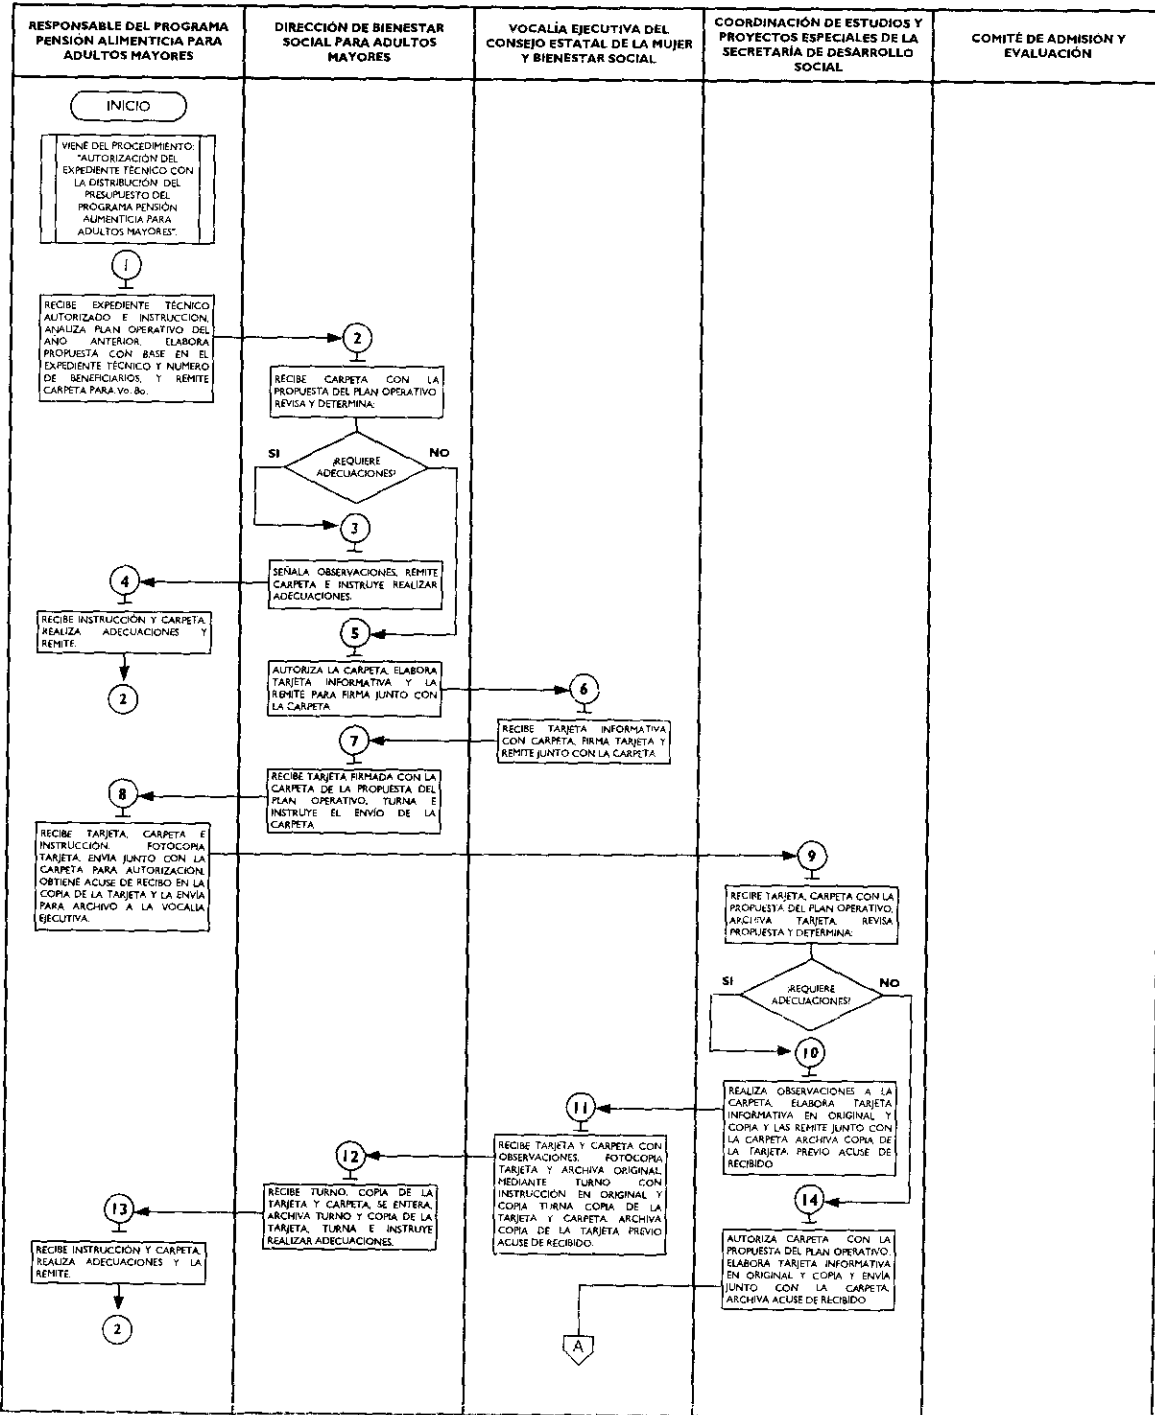 RESPONSABLE DEL PROGRAMA
PENSIÓN ALIMENTICIA PARA
ADULTOS MAYORES
DIRECCIÓN DE BIENESTAR
SOCIAL PARA ADULTOS
MAYORES
VOCALÍA EJECUTIVA DEL
CONSEJO ESTATAL DE LA MUJER
Y BIENESTAR SOCIAL
COORDINACIÓN DE ESTUDIOS Y
PROYECTOS ESPECIALES DE LA
SECRETARÍA DE DESARROLLO
SOCIAL
COMITÉ DE ADMISIÓN Y
EVALUACIÓN
INICIO
VIENE DEL PROCEDIMIENTO:
"AUTORIZACIÓN DEL
EXPEDIENTE TÉCNICO CON
LA DISTRIBUCIÓN DEL
PRESUPUESTO DEL
PROGRAMA PENSIÓN
ALIMENTICIA PARA
ADULTOS MAYORES".
1
RECIBE EXPEDIENTE TÉCNICO
AUTORIZADO E INSTRUCCIÓN,
ANALIZA PLAN OPERATIVO DEL
AÑO ANTERIOR, ELABORA
PROPUESTA CON BASE EN EL
EXPEDIENTE TÉCNICO Y NUMERO
DE BENEFICIARIOS, Y REMITE
CARPETA PARA Vo. Bo.
2
RECIBE CARPETA CON LA
PROPUESTA DEL PLAN OPERATIVO
REVISA Y DETERMINA:
SI
¿REQUIERE
ADECUACIONES?
NO
3
SEÑALA OBSERVACIONES, REMITE
CARPETA E INSTRUYE REALIZAR
ADECUACIONES.
4
RECIBE INSTRUCCIÓN Y CARPETA,
REALIZA ADECUACIONES Y
REMITE.
2
5
AUTORIZA LA CARPETA, ELABORA
TARJETA INFORMATIVA Y LA
REMITE PARA FIRMA JUNTO CON
LA CARPETA
6
RECIBE TARJETA INFORMATIVA
CON CARPETA, FIRMA TARJETA Y
REMITE JUNTO CON LA CARPETA
7
RECIBE TARJETA FIRMADA CON LA
CARPETA DE LA PROPUESTA DEL
PLAN OPERATIVO, TURNA E
INSTRUYE EL ENVÍO DE LA
CARPETA
8
RECIBE TARJETA, CARPETA E
INSTRUCCIÓN. FOTOCOPIA
TARJETA, ENVIA JUNTO CON LA
CARPETA PARA AUTORIZACIÓN,
OBTIENE ACUSE DE RECIBO EN LA
COPIA DE LA TARJETA Y LA ENVÍA
PARA ARCHIVO A LA VOCALÍA
EJECUTIVA.
9
RECIBE TARJETA, CARPETA CON LA
PROPUESTA DEL PLAN OPERATIVO,
ARCHIVA TARJETA, REVISA
PROPUESTA Y DETERMINA:
SI
¿REQUIERE
ADECUACIONES?
NO
10
REALIZA OBSERVACIONES A LA
CARPETA, ELABORA TARJETA
INFORMATIVA EN ORIGINAL Y
COPIA Y LAS REMITE JUNTO CON
LA CARPETA ARCHIVA COPIA DE
LA TARJETA, PREVIO ACUSE DE
RECIBIDO
11
RECIBE TARJETA Y CARPETA CON
OBSERVACIONES, FOTOCOPIA
TARJETA Y ARCHIVA ORIGINAL,
MEDIANTE TURNO CON
INSTRUCCIÓN EN ORIGINAL Y
COPIA TURNA COPIA DE LA
TARJETA Y CARPETA. ARCHIVA
COPIA DE LA TARJETA PREVIO
ACUSE DE RECIBIDO.
12
RECIBE TURNO, COPIA DE LA
TARJETA Y CARPETA, SE ENTERA,
ARCHIVA TURNO Y COPIA DE LA
TARJETA, TURNA E INSTRUYE
REALIZAR ADECUACIONES.
13
RECIBE INSTRUCCIÓN Y CARPETA,
REALIZA ADECUACIONES Y LA
REMITE.
2
14
AUTORIZA CARPETA CON LA
PROPUESTA DEL PLAN OPERATIVO,
ELABORA TARJETA INFORMATIVA
EN ORIGINAL Y COPIA Y ENVÍA
JUNTO CON LA CARPETA,
ARCHIVA ACUSE DE RECIBIDO
A